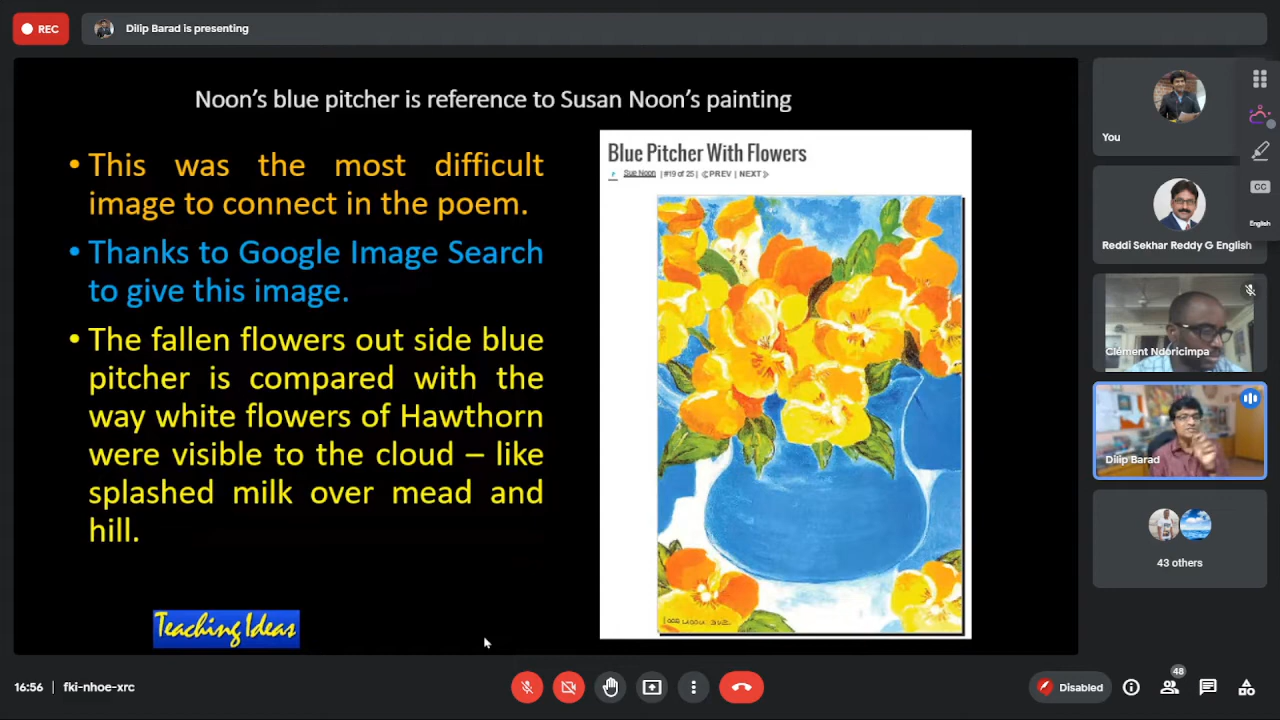 REC
Dilip Barad is presenting
Noon’s blue pitcher is reference to Susan Noon’s painting
• This was the most difficult
image to connect in the poem.
• Thanks to Google Image Search
to give this image.
• The fallen flowers out side blue
pitcher is compared with the
way white flowers of Hawthorn
were visible to the cloud – like
splashed milk over mead and
hill.
Teaching Ideas
Blue Pitcher With Flowers
Sue Noon | #19 of 25 | PREV | NEXT
You
Reddi Sekhar Reddy G English
Clément Ndoricimpa
Dilip Barad
43 others
CC
English
16:56 | fki-nhoe-xrc
Disabled
48